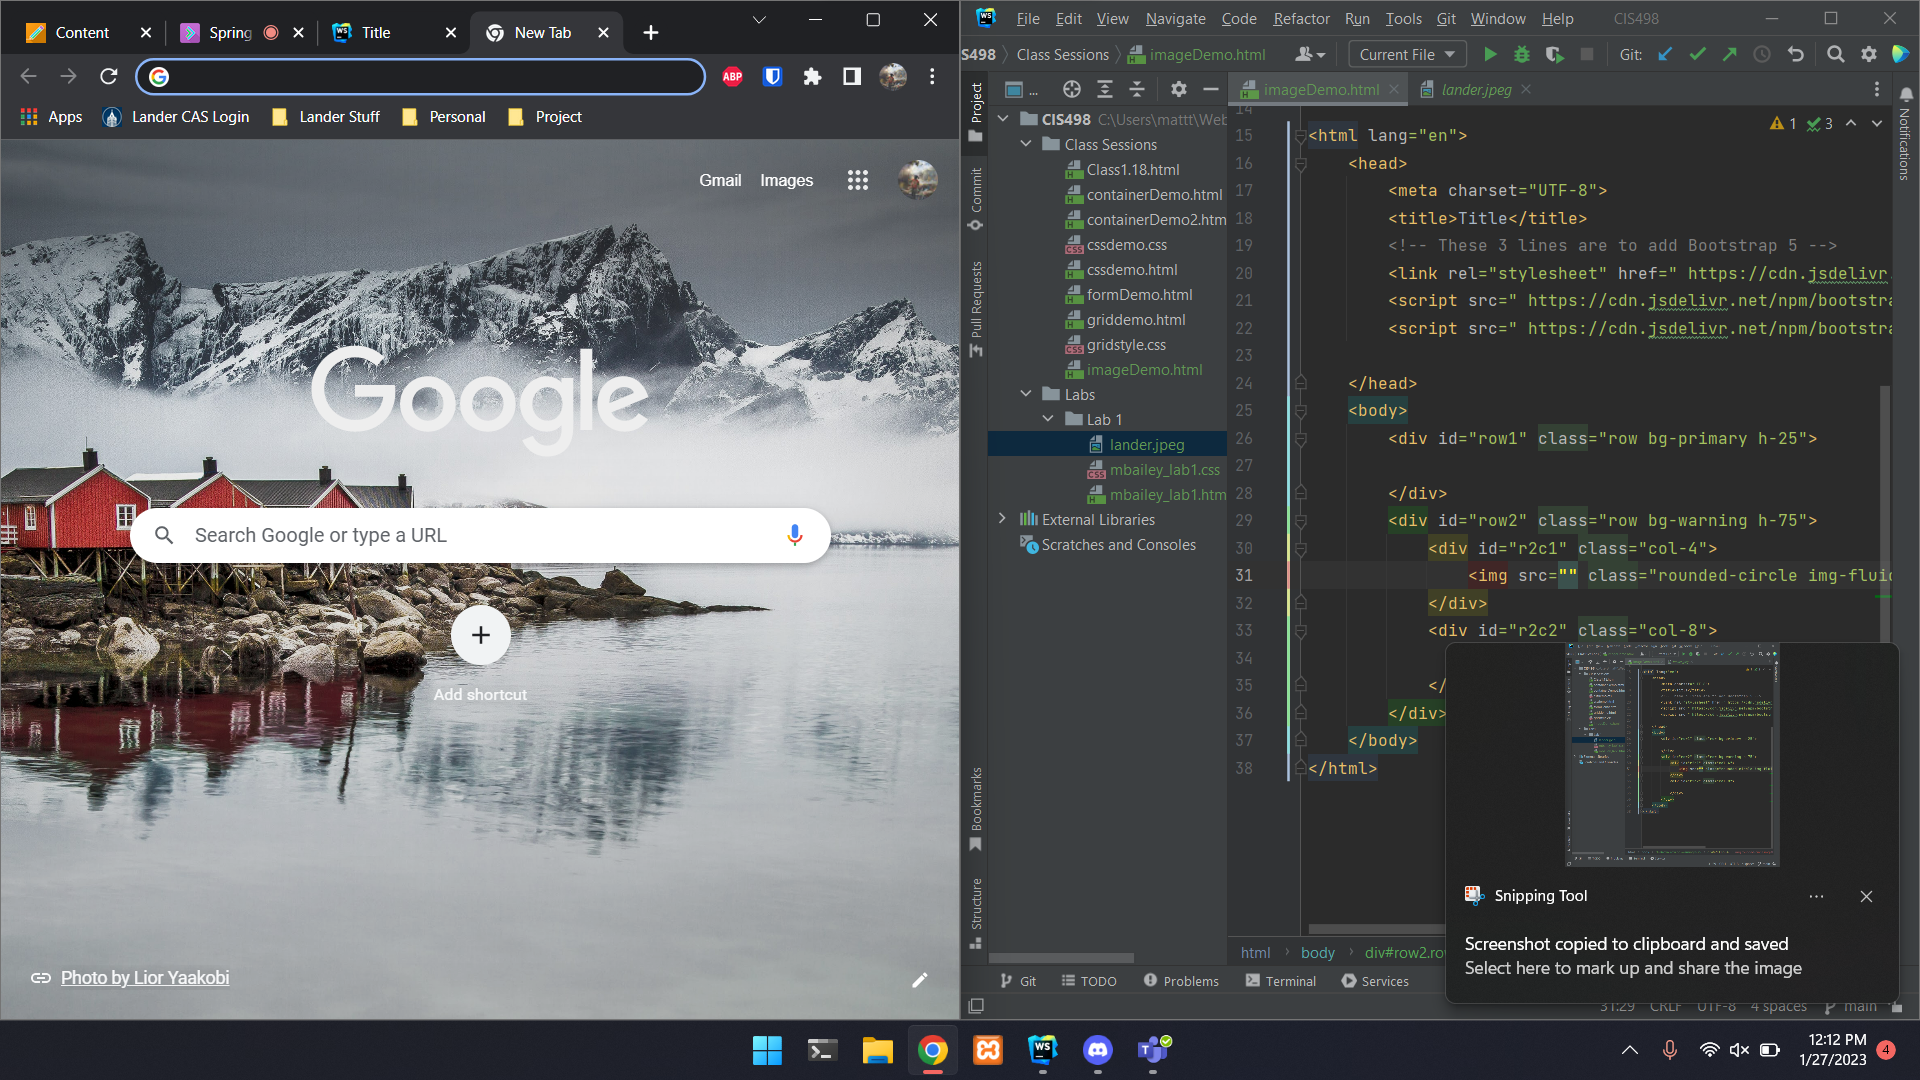 Content
Spring
Title
New Tab
ABP
Apps
Lander CAS Login
Lander Stuff
Personal
Project
Gmail
Images
Google
Search Google or type a URL
Add shortcut
Photo by Lior Yaakobi
WS
File
Edit
View
Navigate
Code
Refactor
Run
Tools
Git
Window
Help
CIS498
S498
Class Sessions
imageDemo.html
Current File
Git:
Project
...
imageDemo.html
lander.jpeg
Commit
Pull Requests
Bookmarks
Structure
Notifications
CIS498 C:\Users\mattt\Web
Class Sessions
Class1.18.html
containerDemo.html
containerDemo2.htm
cssdemo.css
cssdemo.html
formDemo.html
griddemo.html
gridstyle.css
imageDemo.html
Labs
Lab 1
lander.jpeg
mbailey_lab1.css
mbailey_lab1.htm
External Libraries
Scratches and Consoles
1 3
14
15 <html lang="en">
16 <head>
17 <meta charset="UTF-8">
18 <title>Title</title>
19 <!-- These 3 lines are to add Bootstrap 5 -->
20 <link rel="stylesheet" href=" https://cdn.jsdelivr.
21 <script src=" https://cdn.jsdelivr.net/npm/bootstra
22 <script src=" https://cdn.jsdelivr.net/npm/bootstra
23
24 </head>
25 <body>
26 <div id="row1" class="row bg-primary h-25">
27
28 </div>
29 <div id="row2" class="row bg-warning h-75">
30 <div id="r2c1" class="col-4">
31 <img src="" class="rounded-circle img-fluid
32 </div>
33 <div id="r2c2" class="col-8">
34
35 </
36 </div>
37 </body>
38 </html>
html
body
div#row2.ro
Git
TODO
Problems
Terminal
Services
31:29 CRLF UTF-8 4 spaces main
Snipping Tool
Screenshot copied to clipboard and saved
Select here to mark up and share the image
12:12 PM
1/27/2023
4